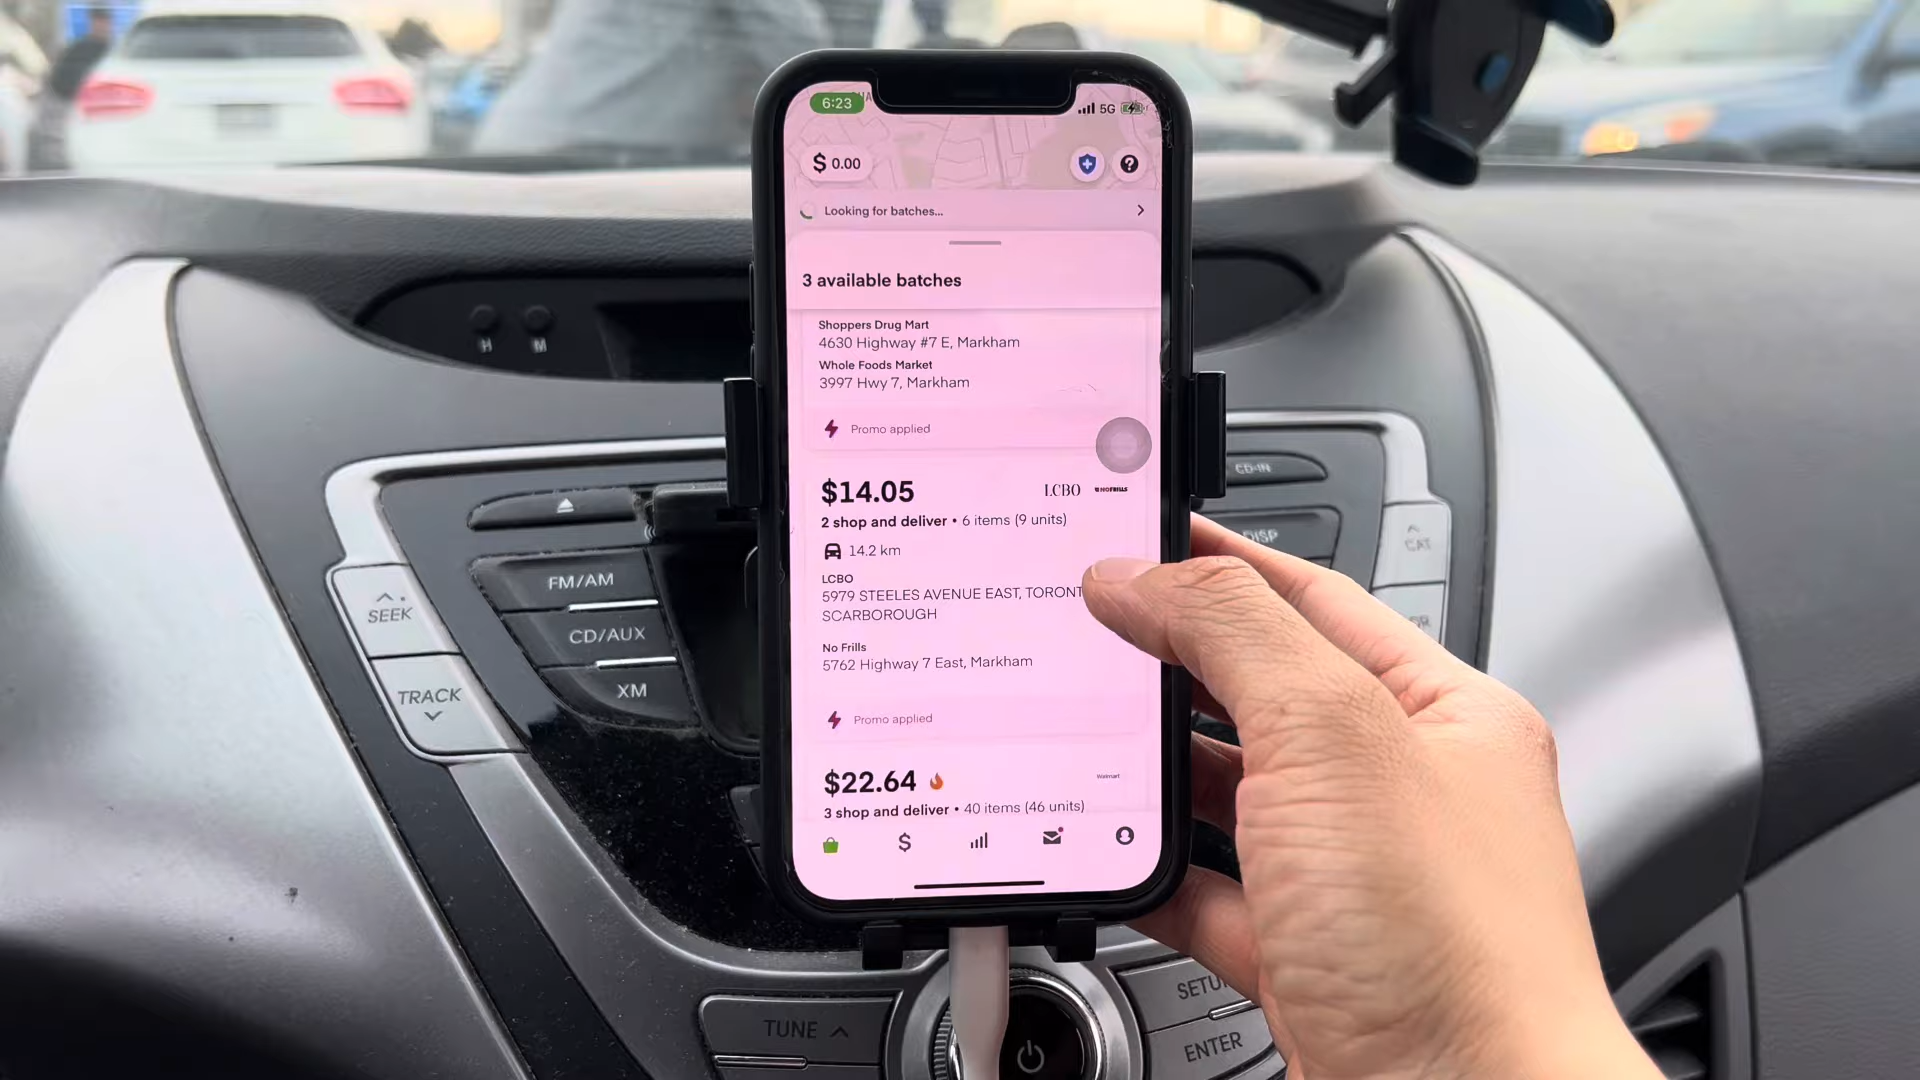 6:23
5G
$ 0.00
Looking for batches...
3 available batches
Shoppers Drug Mart
4630 Highway #7 E, Markham
Whole Foods Market
3997 Hwy 7, Markham
Promo applied
$14.05
LCBO
NOFRILLS
2 shop and deliver • 6 items (9 units)
14.2 km
LCBO
5979 STEELES AVENUE EAST, TORONT
SCARBOROUGH
No Frills
5762 Highway 7 East, Markham
Promo applied
$22.64
Walmart
3 shop and deliver • 40 items (46 units)
H
M
CD-IN
DISP
CAT
FM/AM
SEEK
CD/AUX
TRACK
XM
TUNE
SETU
ENTER